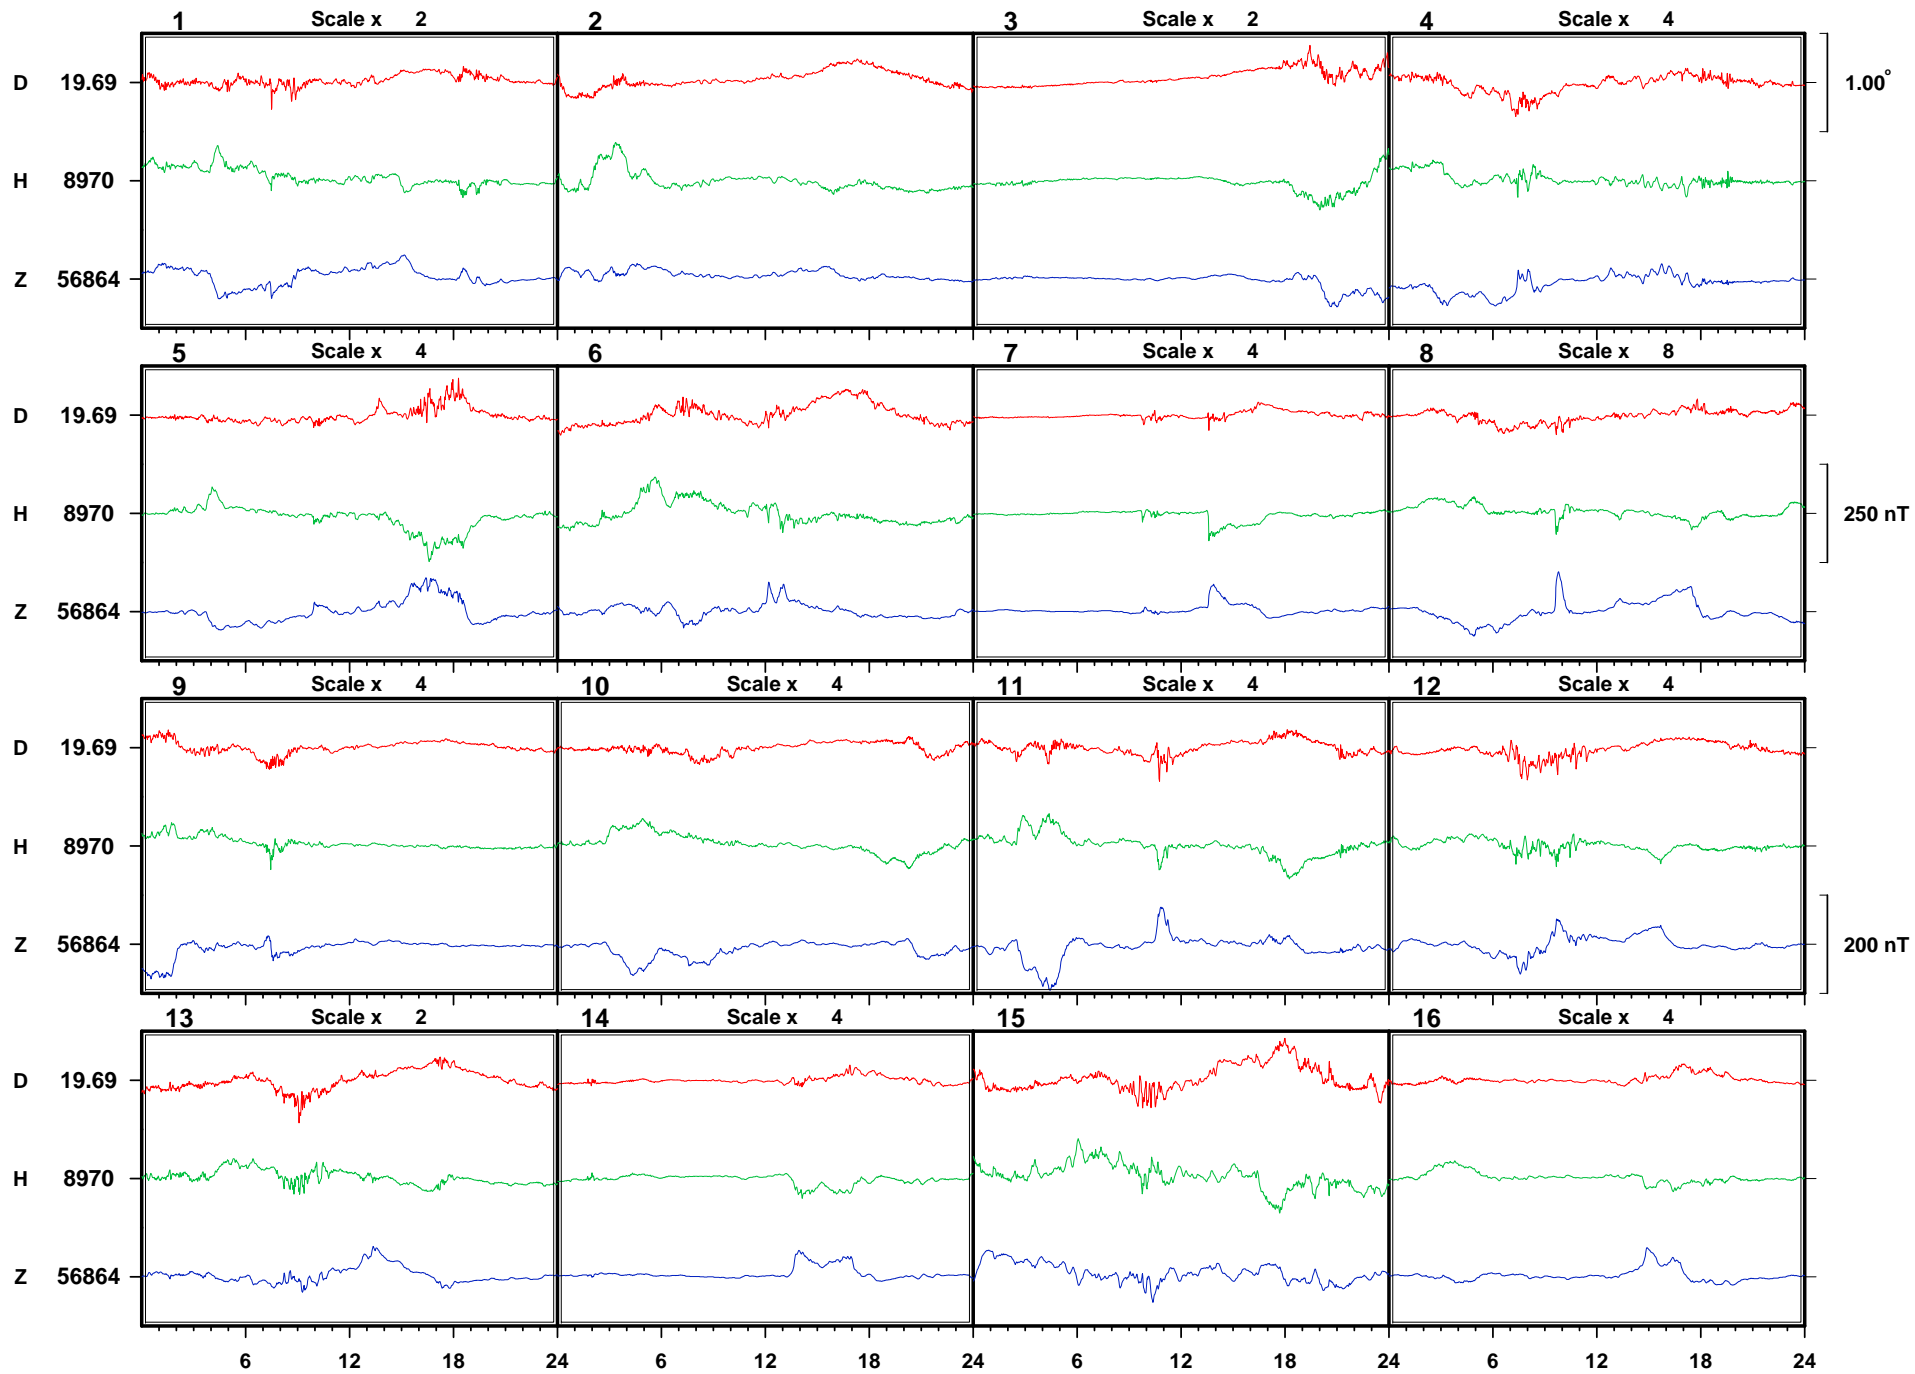 1 Scale x 2 2 3 Scale x 2 4 Scale x 4
D 19.69 1.00°
H 8970
Z 56864
5 Scale x 4 6 7 Scale x 4 8 Scale x 8
D 19.69
H 8970 250 nT
Z 56864
9 Scale x 4 10 Scale x 4 11 Scale x 4 12 Scale x 4
D 19.69
H 8970
Z 56864 200 nT
13 Scale x 2 14 Scale x 4 15 16 Scale x 4
D 19.69
H 8970
Z 56864
6 12 18 24 6 12 18 24 6 12 18 24 6 12 18 24